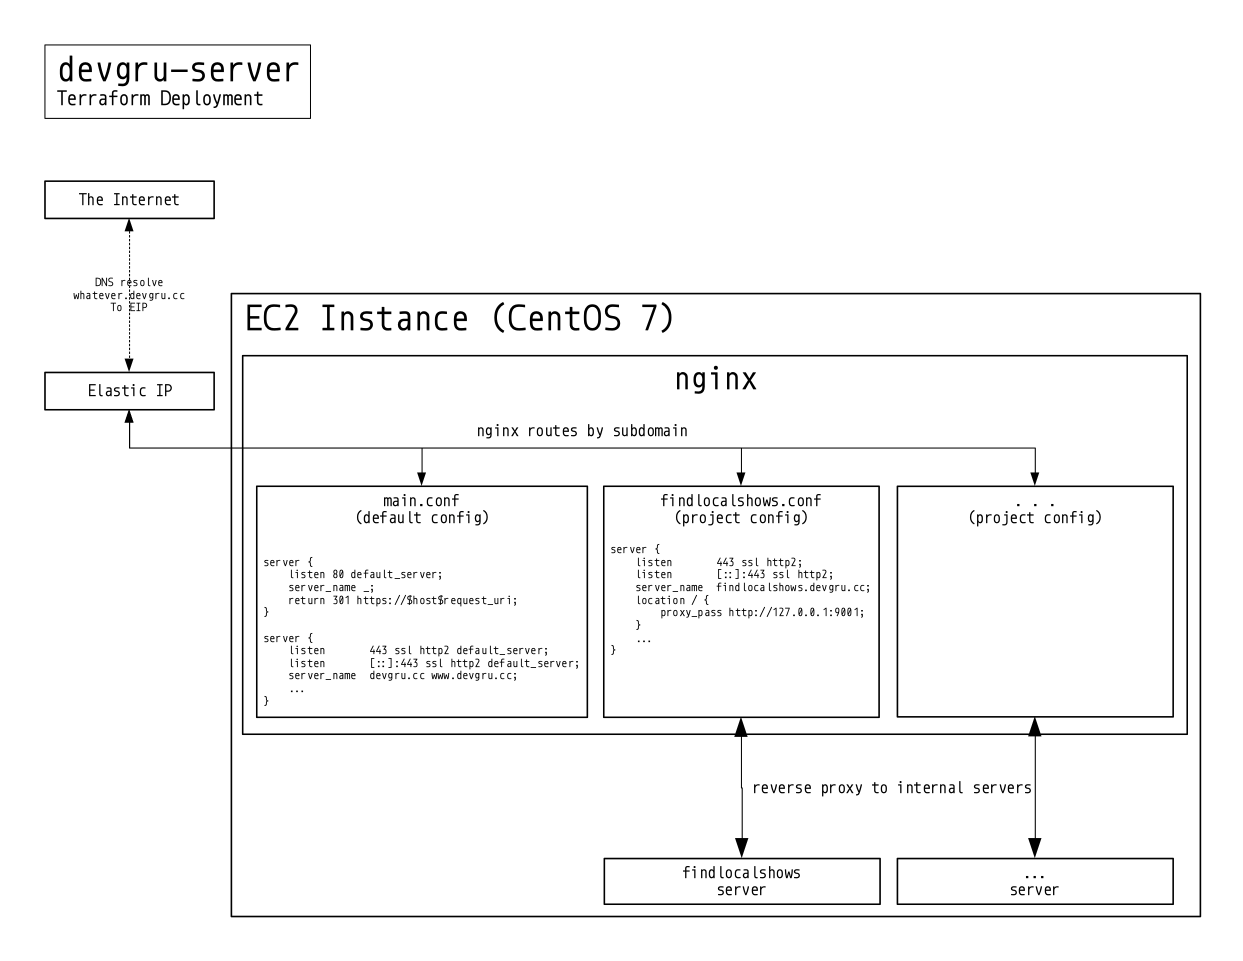 devgru-server
Terraform Deployment
The Internet
DNS resolve
whatever.devgru.cc
To EIP
Elastic IP
EC2 Instance (CentOS 7)
nginx
nginx routes by subdomain
main.conf
(default config)
server {
    listen 80 default_server;
    server_name _;
    return 301 https://$host$request_uri;
}
server {
    listen       443 ssl http2 default_server;
    listen       [::]:443 ssl http2 default_server;
    server_name  devgru.cc www.devgru.cc;
    ...
}
findlocalshows.conf
(project config)
server {
    listen       443 ssl http2;
    listen       [::]:443 ssl http2;
    server_name  findlocalshows.devgru.cc;
    location / {
        proxy_pass http://127.0.0.1:9001;
    }
    ...
}
. . .
(project config)
reverse proxy to internal servers
findlocalshows
server
...
server